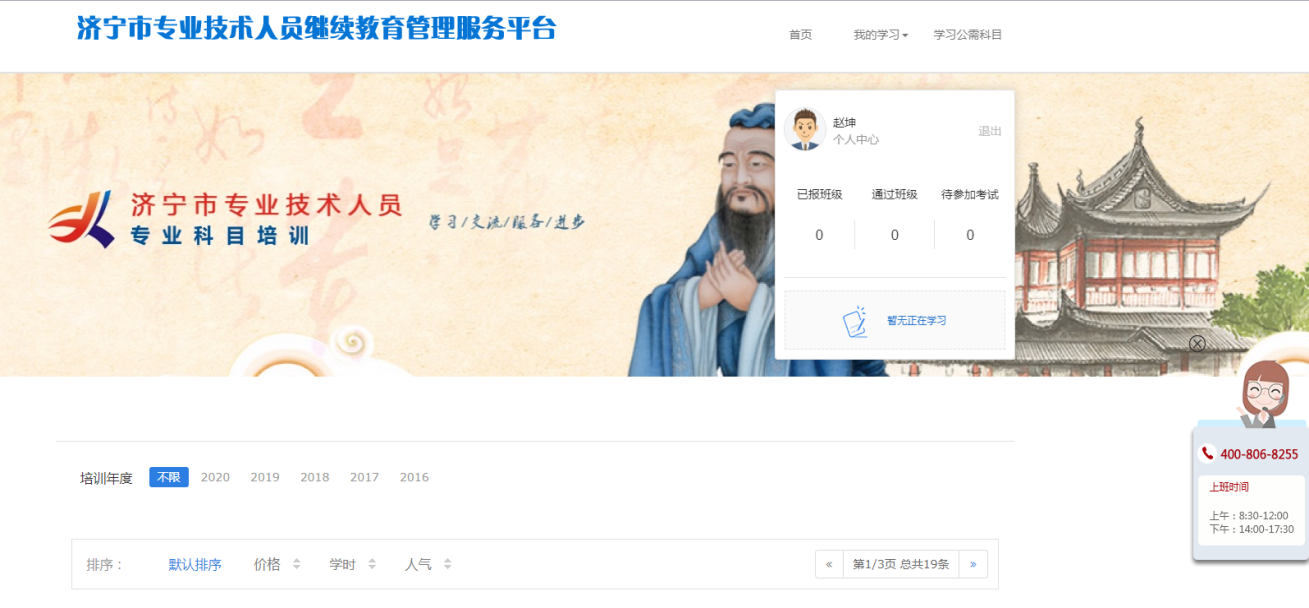 济宁市专业技术人员继续教育管理服务平台
首页 我的学习 学习公需科目
赵坤
个人中心
退出
济宁市专业技术人员
专业科目培训
学习/交流/服务/进步
已报班级 通过班级 待参加考试
0 0 0
暂无正在学习
400-806-8255
上班时间
上午：8:30-12:00
下午：14:00-17:30
培训年度 不限 2020 2019 2018 2017 2016
排序： 默认排序 价格 学时 人气 « 第1/3页 总共19条 »